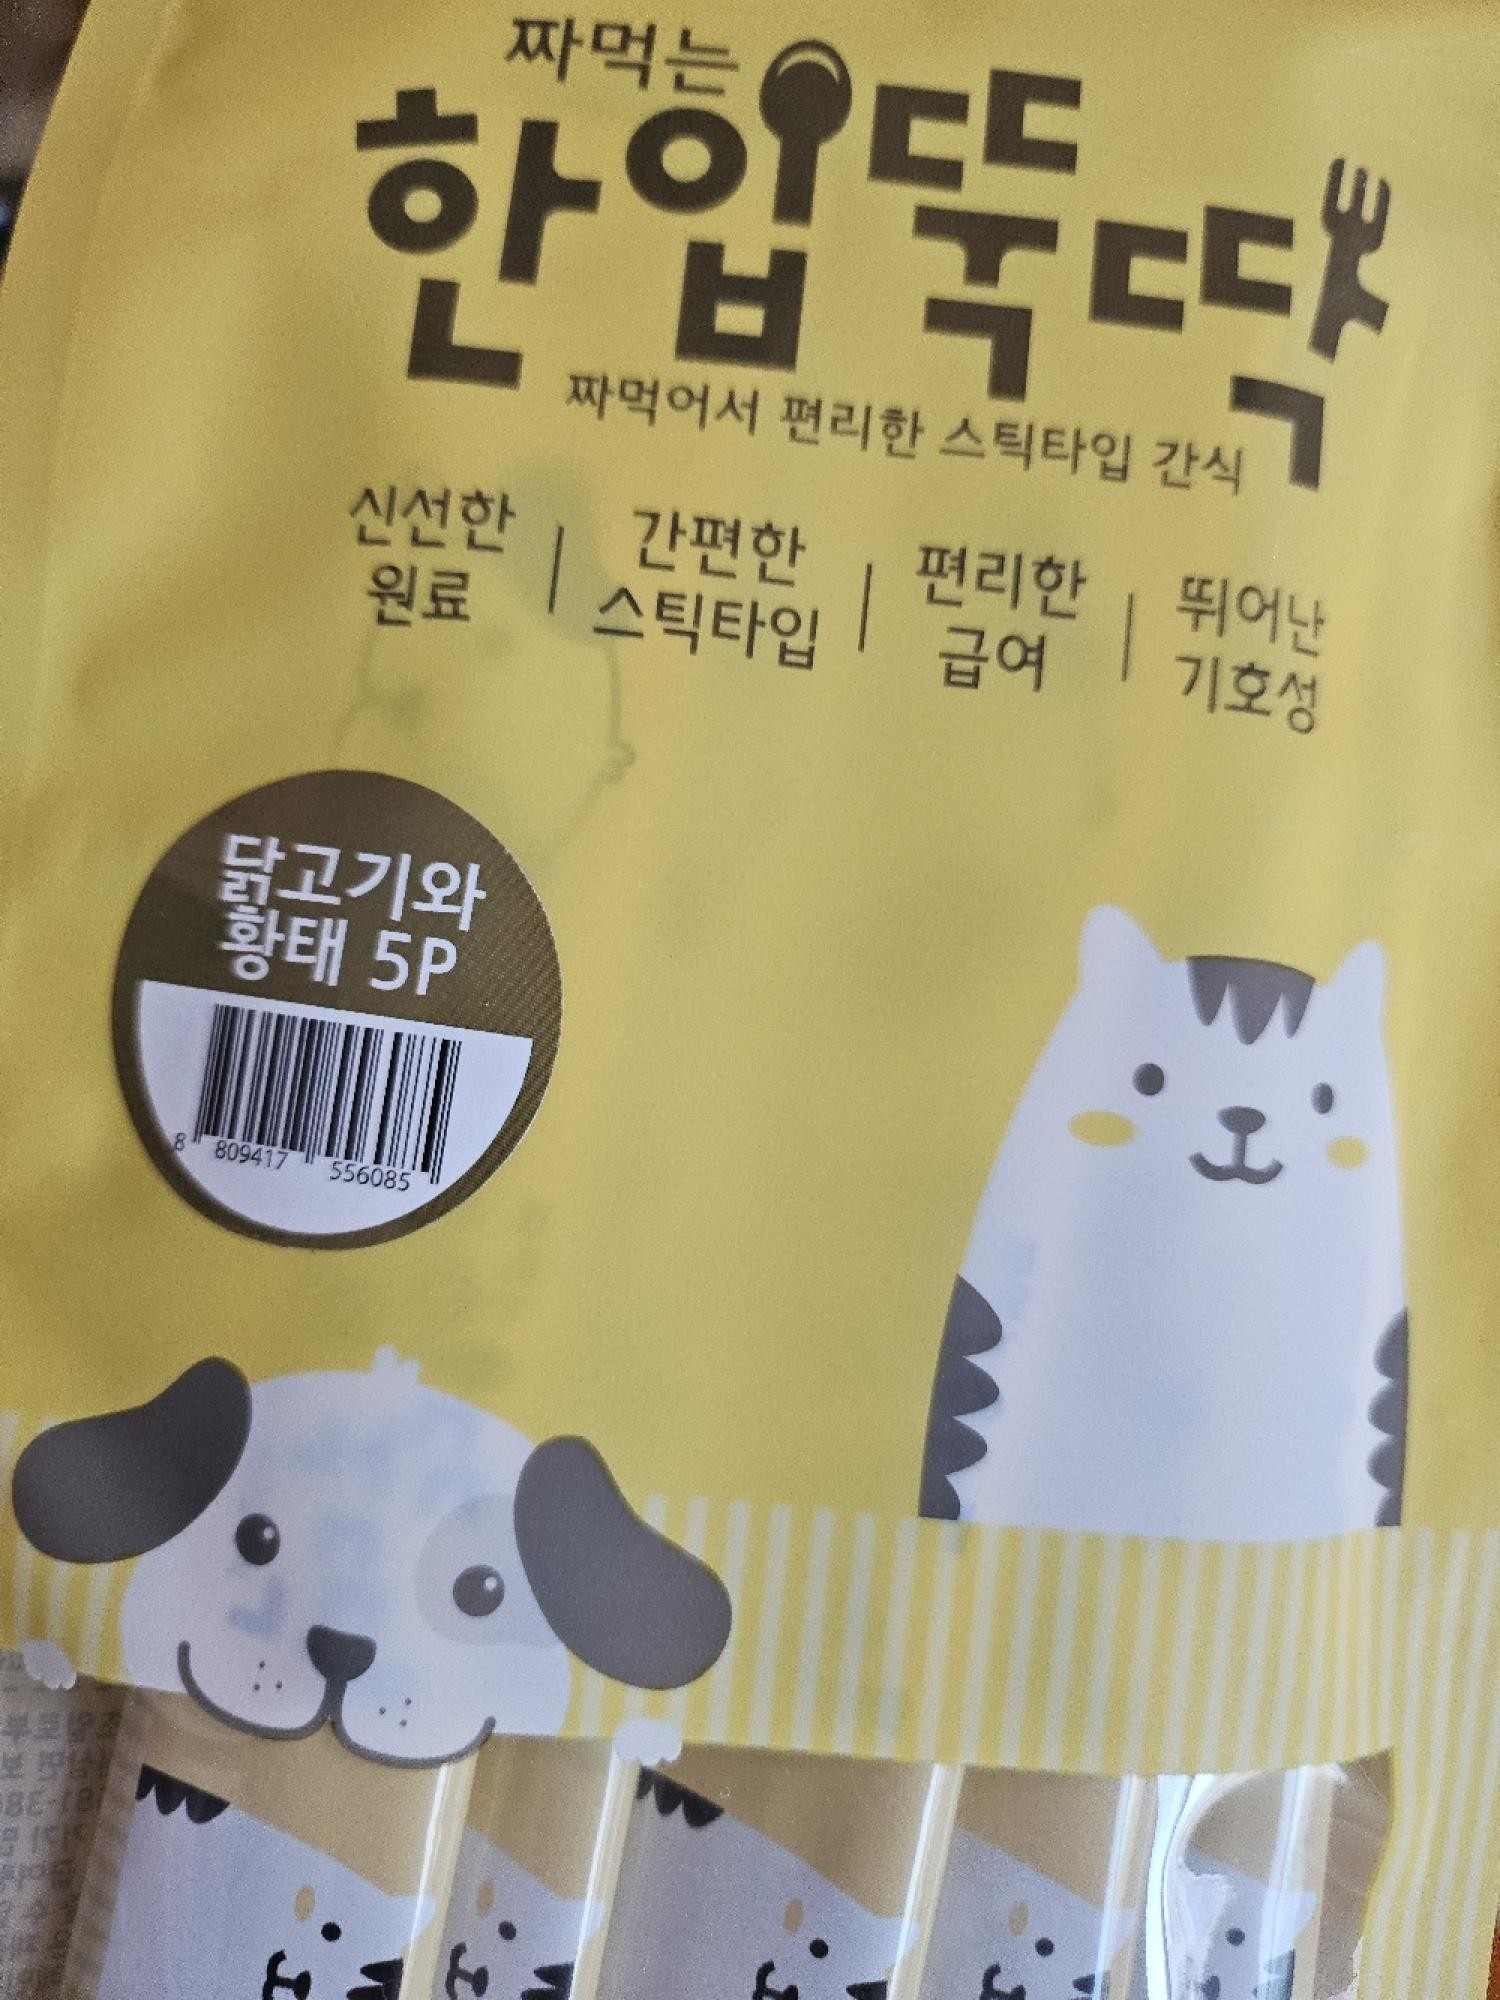 짜먹는
한입뚝딱
짜먹어서 편리한 스틱타입 간식
신선한 원료
간편한 스틱타입
편리한 급여
뛰어난 기호성
닭고기와
황태 5P
8 809417 556085